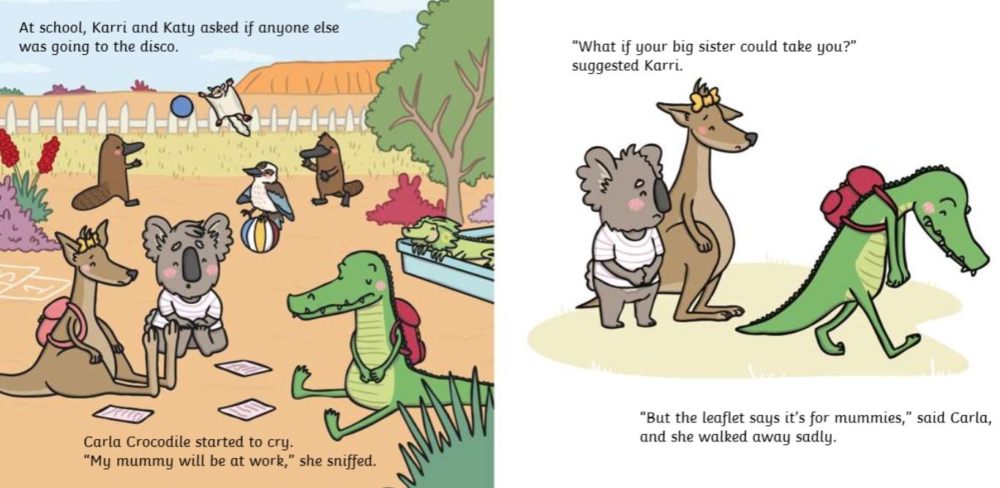 At school, Karri and Katy asked if anyone else
was going to the disco.
Carla Crocodile started to cry.
“My mummy will be at work,” she sniffed.
“What if your big sister could take you?”
suggested Karri.
“But the leaflet says it’s for mummies,” said Carla,
and she walked away sadly.